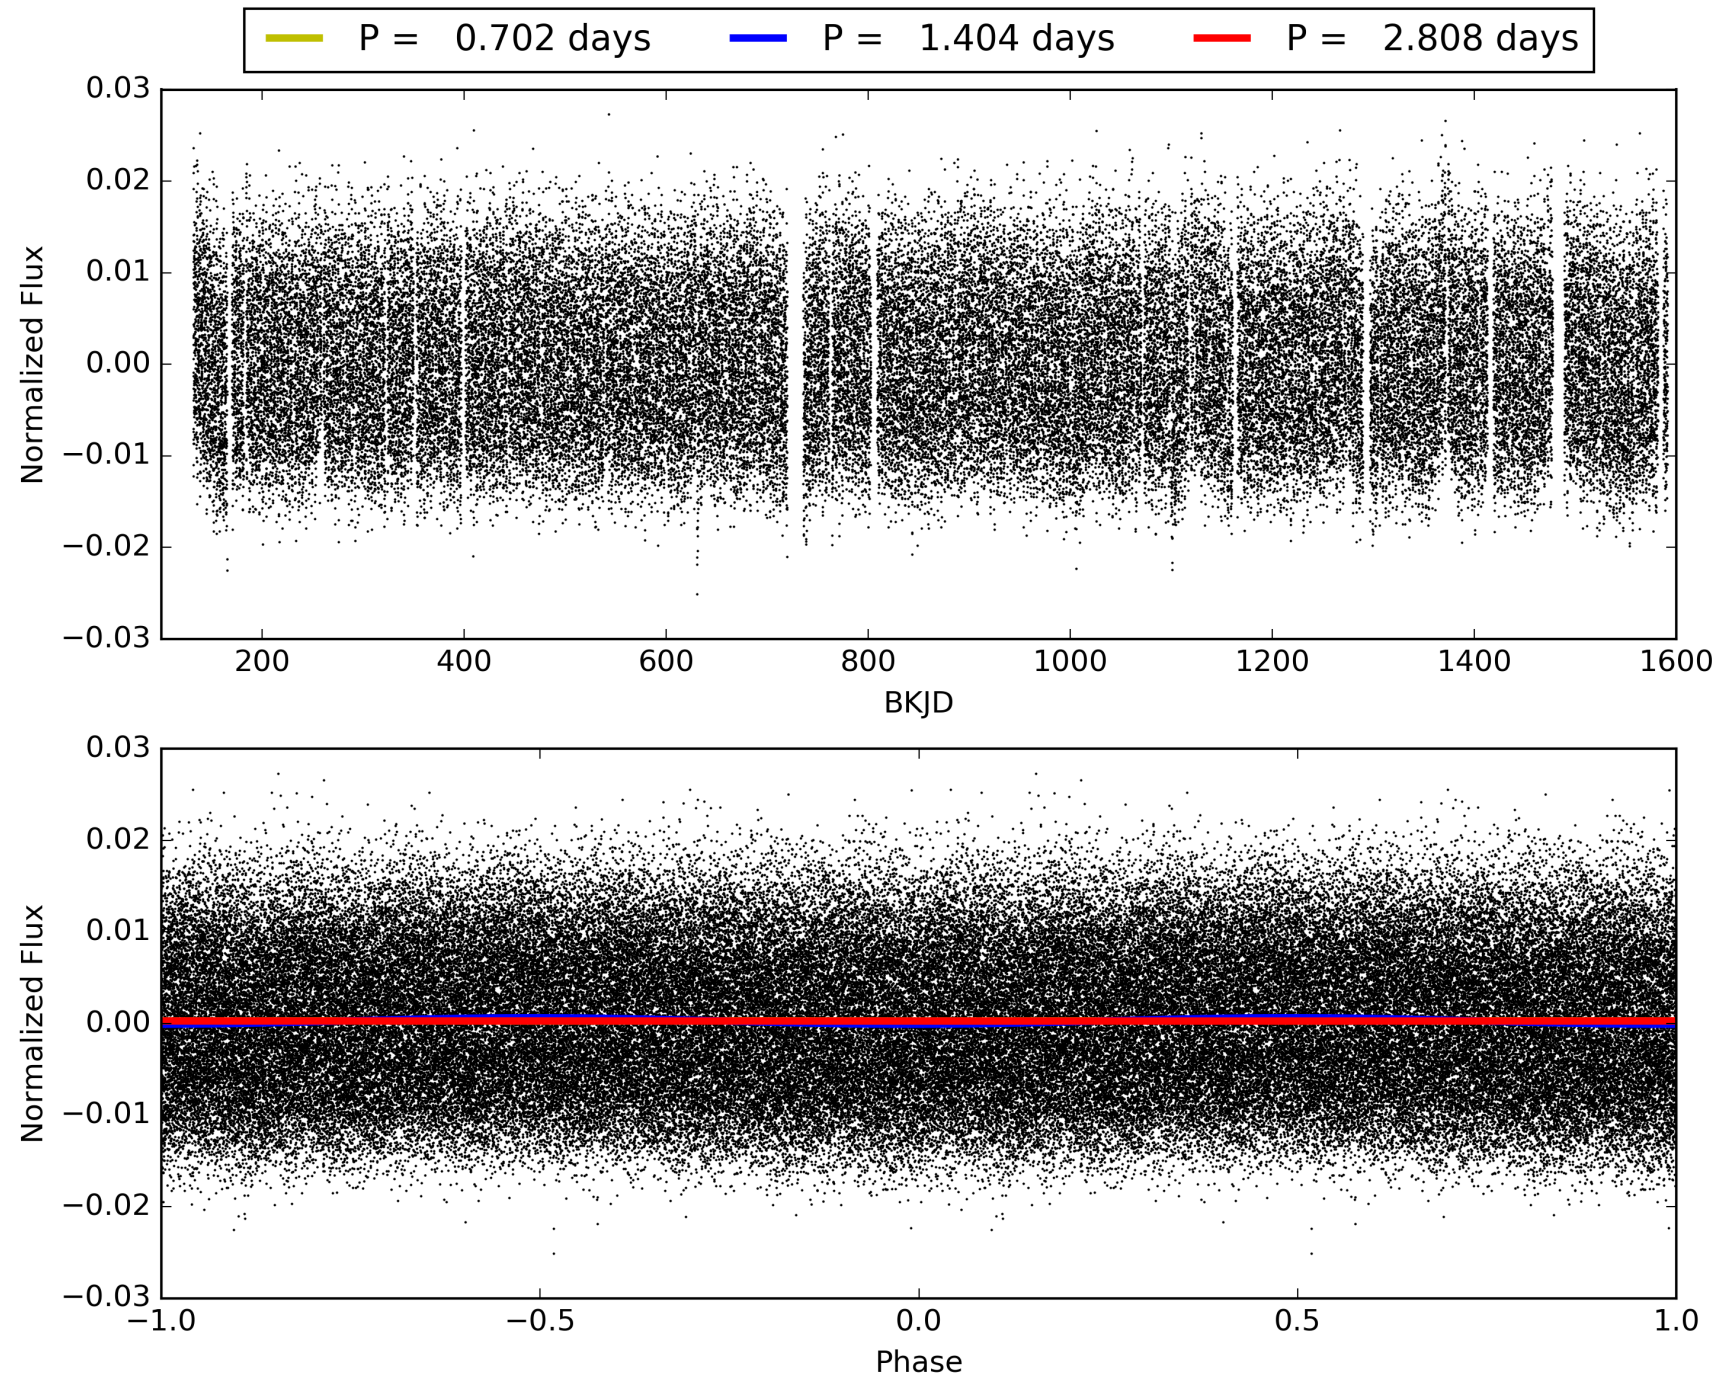 P = 0.702 days P = 1.404 days P = 2.808 days
0.03
0.02
0.01
0.00
−0.01
−0.02
−0.03
Normalized Flux
200 400 600 800 1000 1200 1400 1600
BKJD
0.03
0.02
0.01
0.00
−0.01
−0.02
−0.03
Normalized Flux
−1.0 −0.5 0.0 0.5 1.0
Phase